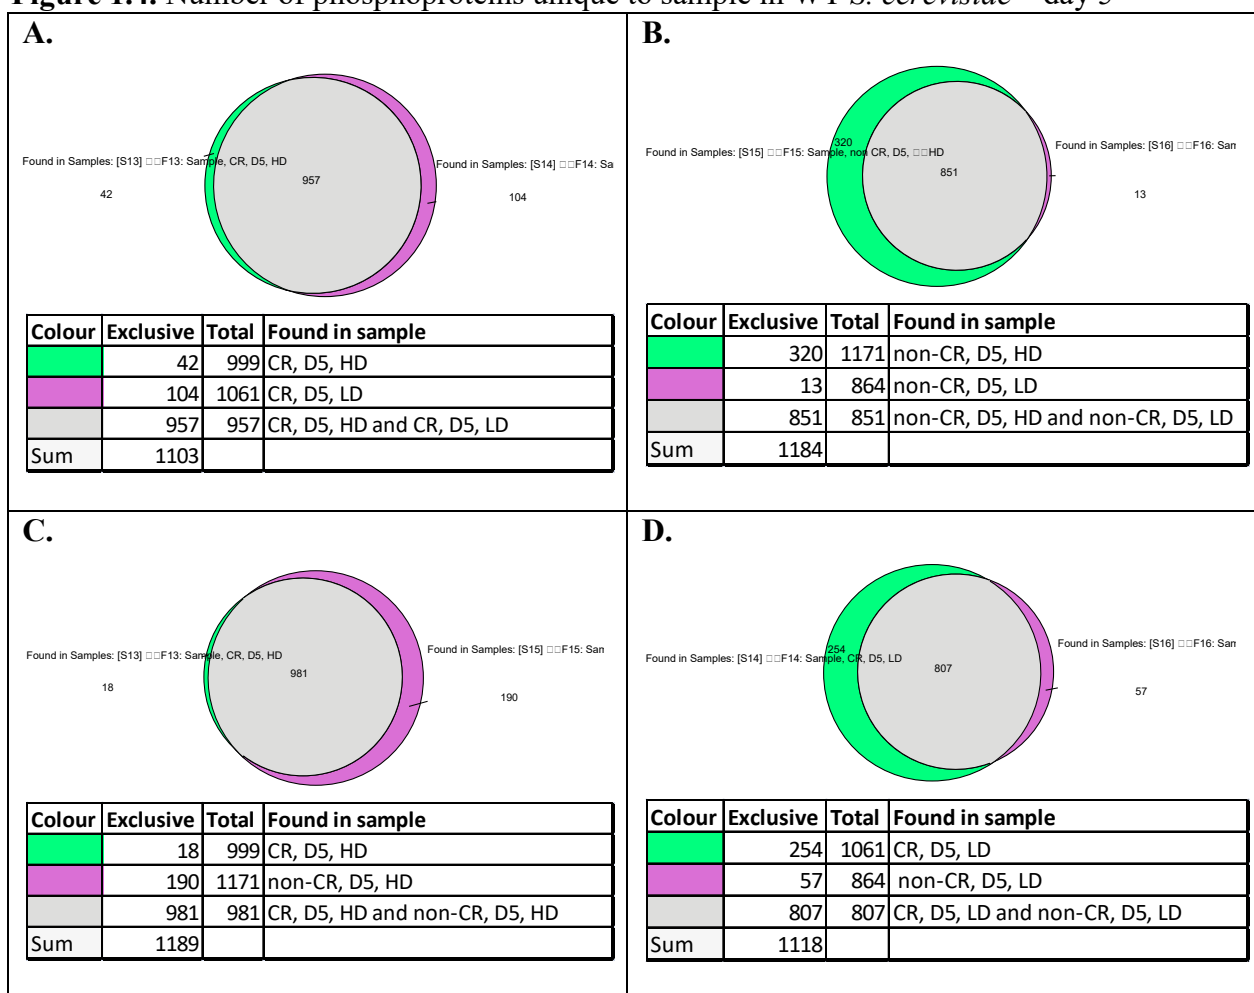 Figure 1.4. Number of phosphoproteins unique to sample in WT S. cerevisiae – day 5
A.
Found in Samples: [S13] □□F13: Sample, CR, D5, HD
42
957
Found in Samples: [S14] □□F14: Sa
104
Colour Exclusive Total Found in sample
42 999 CR, D5, HD
104 1061 CR, D5, LD
957 957 CR, D5, HD and CR, D5, LD
Sum 1103
B.
320
Found in Samples: [S15] □□F15: Sample, non CR, D5, □□HD
851
Found in Samples: [S16] □□F16: Sam
13
Colour Exclusive Total Found in sample
320 1171 non-CR, D5, HD
13 864 non-CR, D5, LD
851 851 non-CR, D5, HD and non-CR, D5, LD
Sum 1184
C.
Found in Samples: [S13] □□F13: Sample, CR, D5, HD
18
981
Found in Samples: [S15] □□F15: Sam
190
Colour Exclusive Total Found in sample
18 999 CR, D5, HD
190 1171 non-CR, D5, HD
981 981 CR, D5, HD and non-CR, D5, HD
Sum 1189
D.
254
Found in Samples: [S14] □□F14: Sample, CR, D5, LD
807
Found in Samples: [S16] □□F16: Sam
57
Colour Exclusive Total Found in sample
254 1061 CR, D5, LD
57 864 non-CR, D5, LD
807 807 CR, D5, LD and non-CR, D5, LD
Sum 1118